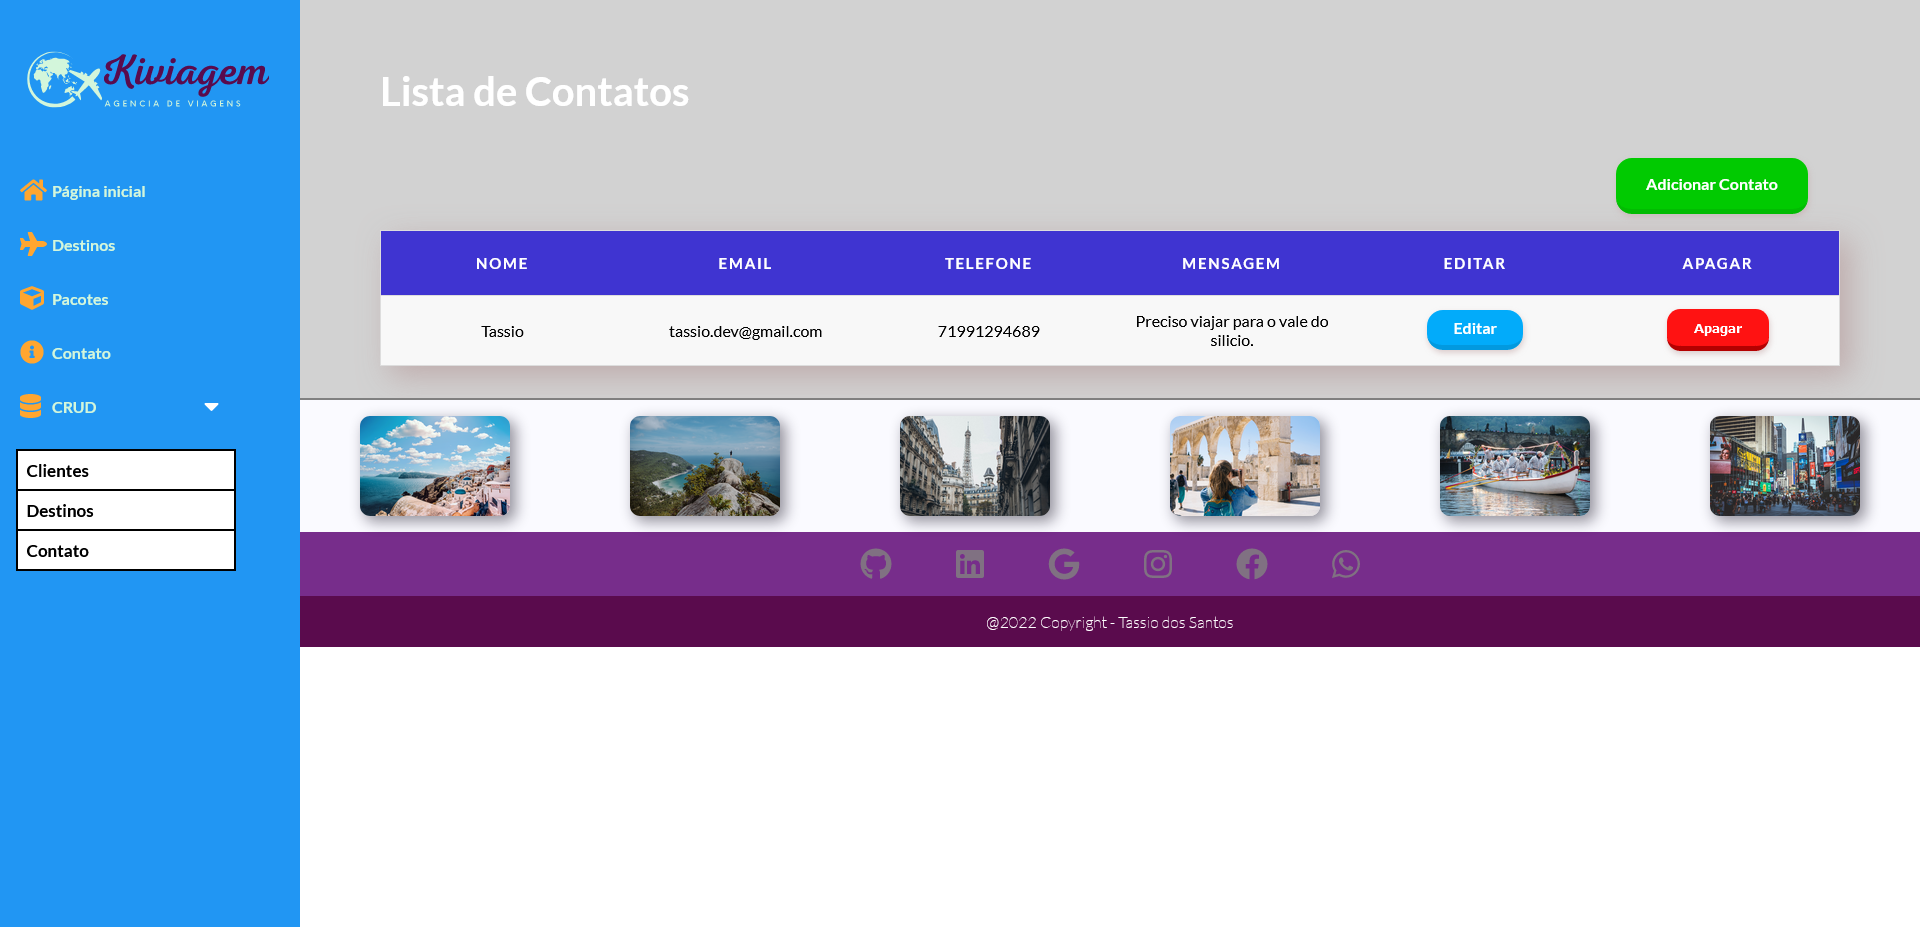 Kiviagem
AGENCIA DE VIAGENS
Página inicial
Destinos
Pacotes
Contato
CRUD
Clientes
Destinos
Contato
Lista de Contatos
Adicionar Contato
NOME EMAIL TELEFONE MENSAGEM EDITAR APAGAR
Tassio tassio.dev@gmail.com 71991294689 Preciso viajar para o vale do
silicio. Editar Apagar
@2022 Copyright - Tassio dos Santos